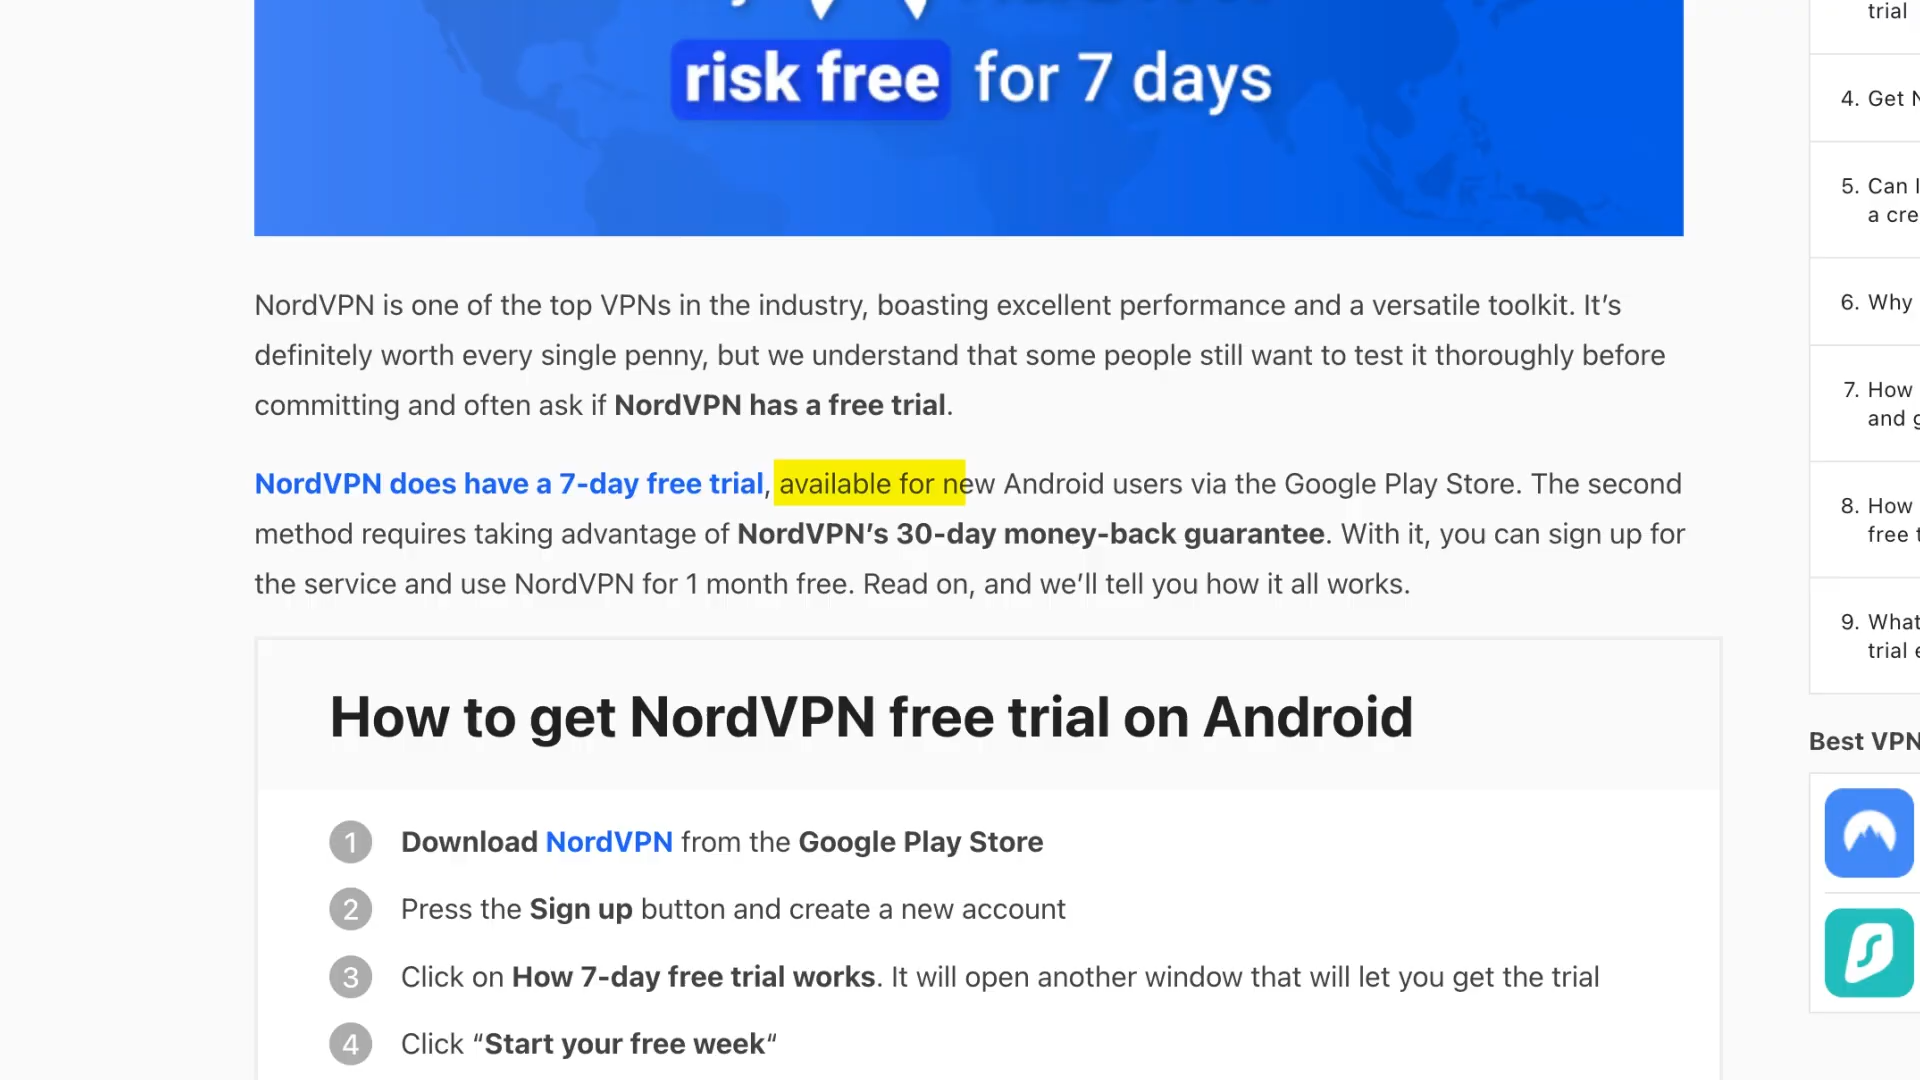 risk free for 7 days
NordVPN is one of the top VPNs in the industry, boasting excellent performance and a versatile toolkit. It’s
definitely worth every single penny, but we understand that some people still want to test it thoroughly before
committing and often ask if NordVPN has a free trial.
NordVPN does have a 7-day free trial, available for new Android users via the Google Play Store. The second
method requires taking advantage of NordVPN’s 30-day money-back guarantee. With it, you can sign up for
the service and use NordVPN for 1 month free. Read on, and we’ll tell you how it all works.
How to get NordVPN free trial on Android
1 Download NordVPN from the Google Play Store
2 Press the Sign up button and create a new account
3 Click on How 7-day free trial works. It will open another window that will let you get the trial
4 Click “Start your free week“
trial
4. Get
5. Can I
a cre
6. Why
7. How
and
8. How
free
9. What
trial
Best VPN